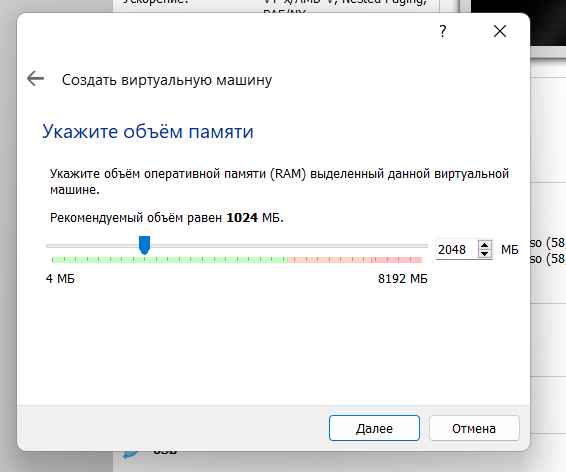 Ускорение:
VT-x/AMD-V, Nested Paging,
PAE/NX
?
Создать виртуальную машину
Укажите объём памяти
Укажите объём оперативной памяти (RAM) выделенный данной виртуальной
машине.
Рекомендуемый объём равен 1024 МБ.
2048 МБ
4 МБ
8192 МБ
so (58
so (58
Далее
Отмена
USB